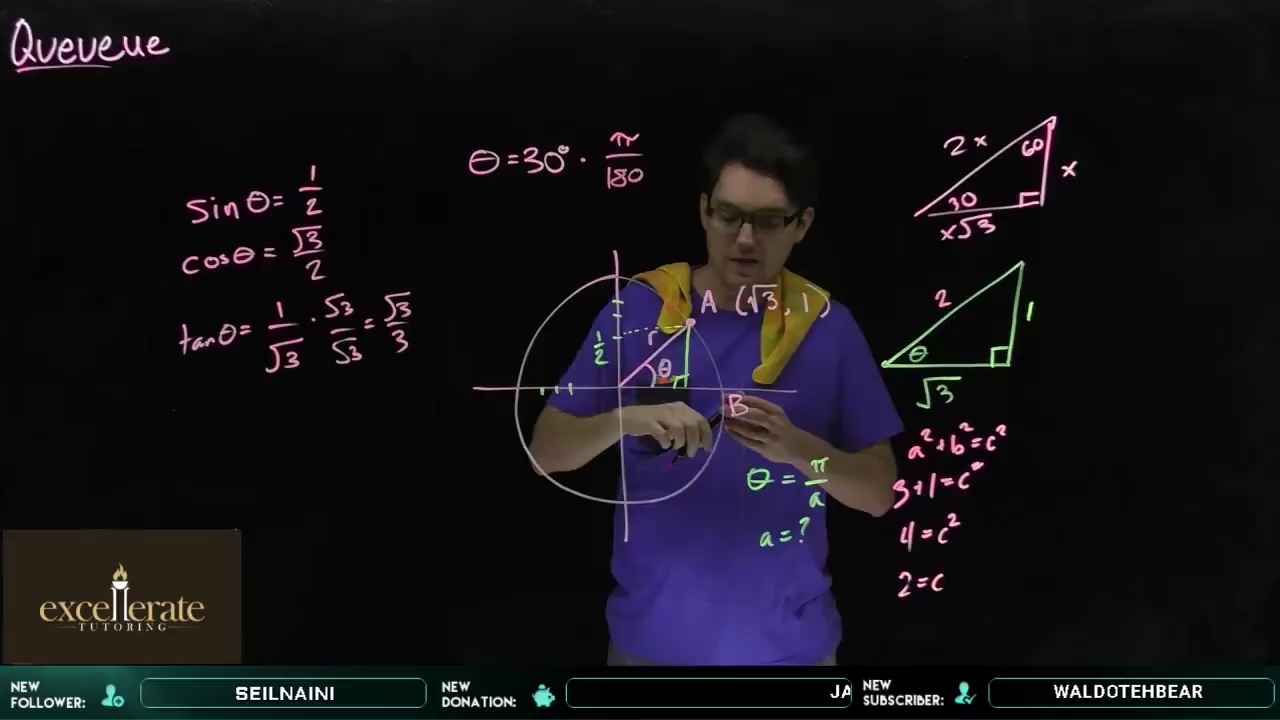 Queueue
θ = 30° · π/180
sin θ = 1/2
cos θ = √3/2
tan θ = 1/√3 · √3/√3 = √3/3
A (√3, 1)
1/2
r
θ
B
θ = π/a
a = ?
2x
60
x
30
x√3
2
1
θ
√3
a² + b² = c²
3 + 1 = c²
4 = c²
2 = c
excellerate
TUTORING
NEW FOLLOWER:
SEILNAINI
NEW DONATION:
JA
NEW SUBSCRIBER:
WALDOTEHBEAR